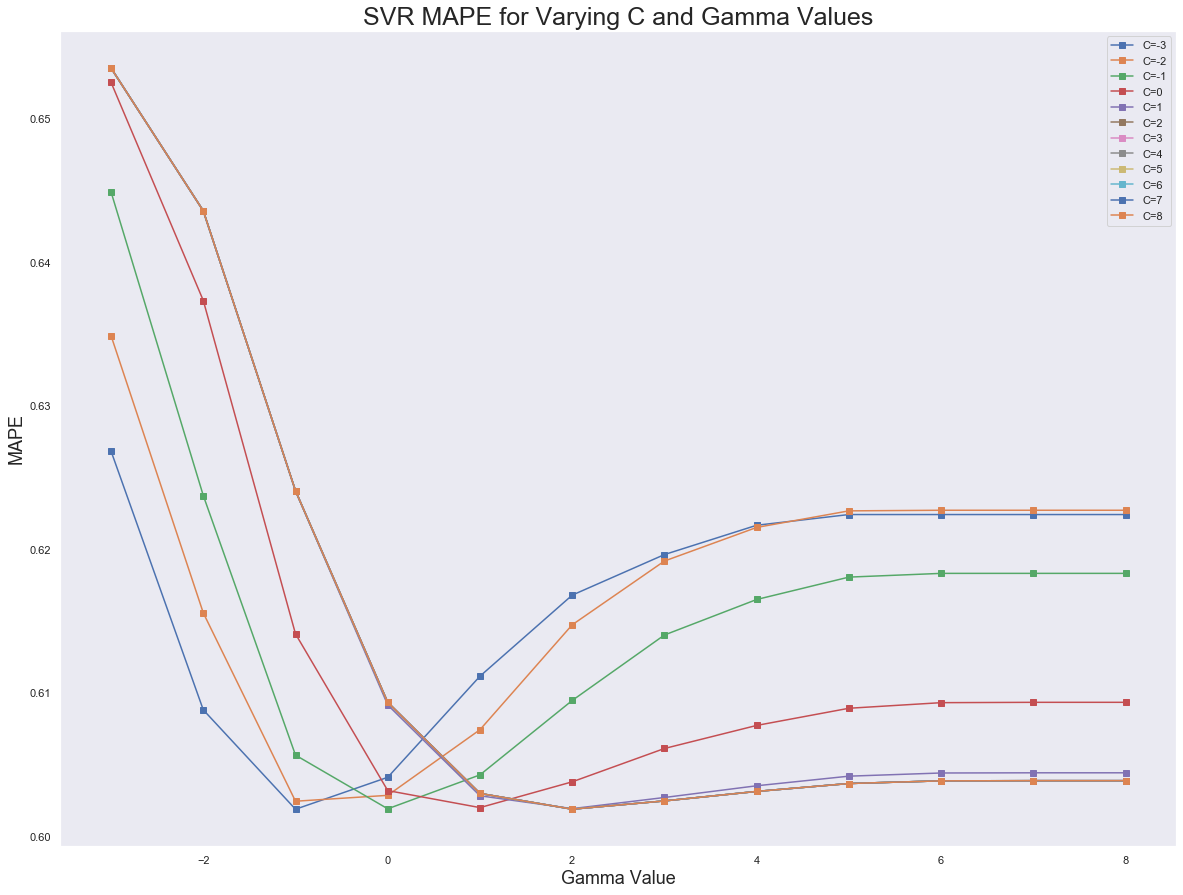 SVR MAPE for Varying C and Gamma Values
C=-3
C=-2
C=-1
C=0
C=1
C=2
C=3
C=4
C=5
C=6
C=7
C=8
0.65
0.64
0.63
0.62
0.61
0.60
MAPE
−2 0 2 4 6 8
Gamma Value